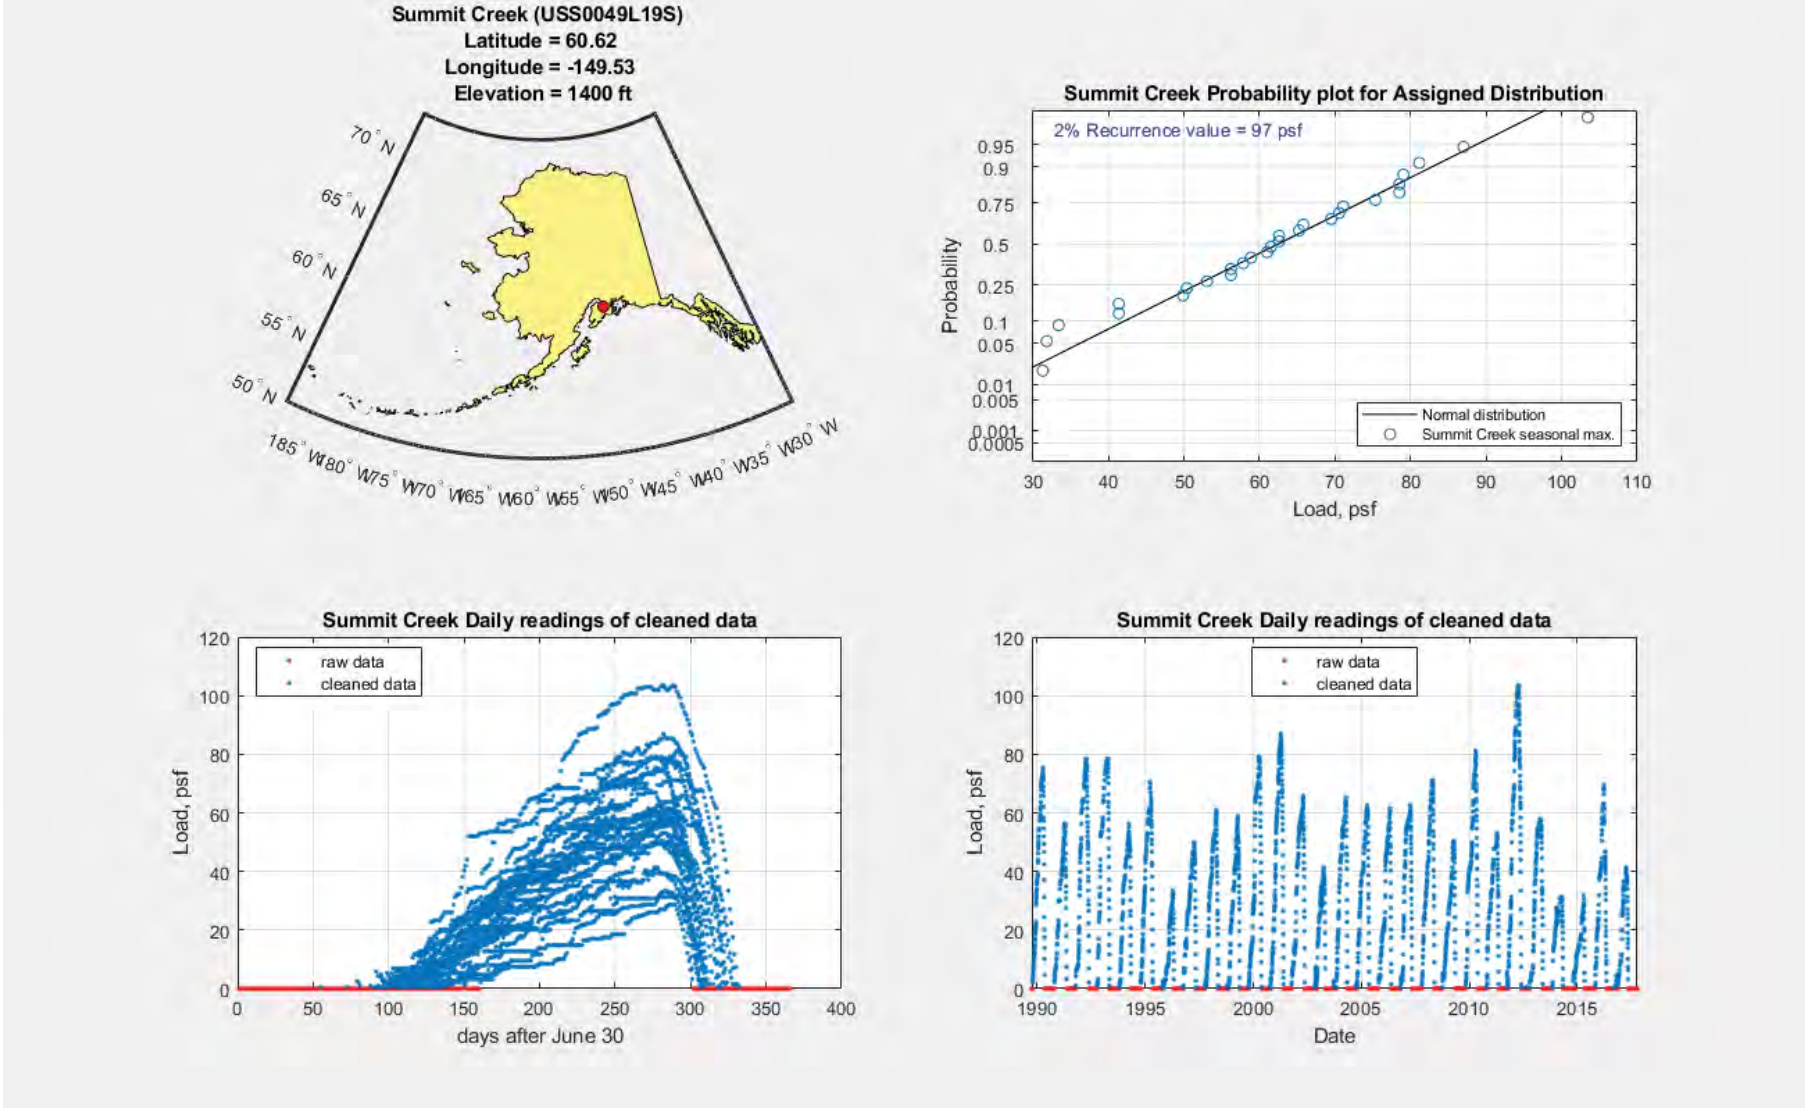 Summit Creek (USS0049L19S)
Latitude = 60.62
Longitude = -149.53
Elevation = 1400 ft
70° N
65° N
60° N
55° N
50° N
185° W 180° W 175° W 170° W 165° W 160° W 155° W 150° W 145° W 140° W 135° W 130° W
Summit Creek Probability plot for Assigned Distribution
2% Recurrence value = 97 psf
Probability
0.95
0.9
0.75
0.5
0.25
0.1
0.05
0.01
0.005
0.001
0.0005
Normal distribution
Summit Creek seasonal max.
30 40 50 60 70 80 90 100 110
Load, psf
Summit Creek Daily readings of cleaned data
raw data
cleaned data
Load, psf
120
100
80
60
40
20
0
0 50 100 150 200 250 300 350 400
days after June 30
Summit Creek Daily readings of cleaned data
raw data
cleaned data
Load, psf
120
100
80
60
40
20
0
1990 1995 2000 2005 2010 2015
Date